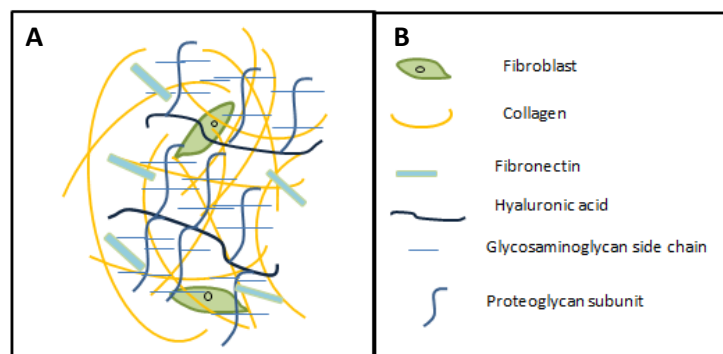 A
B
Fibroblast
Collagen
Fibronectin
Hyaluronic acid
Glycosaminoglycan side chain
Proteoglycan subunit